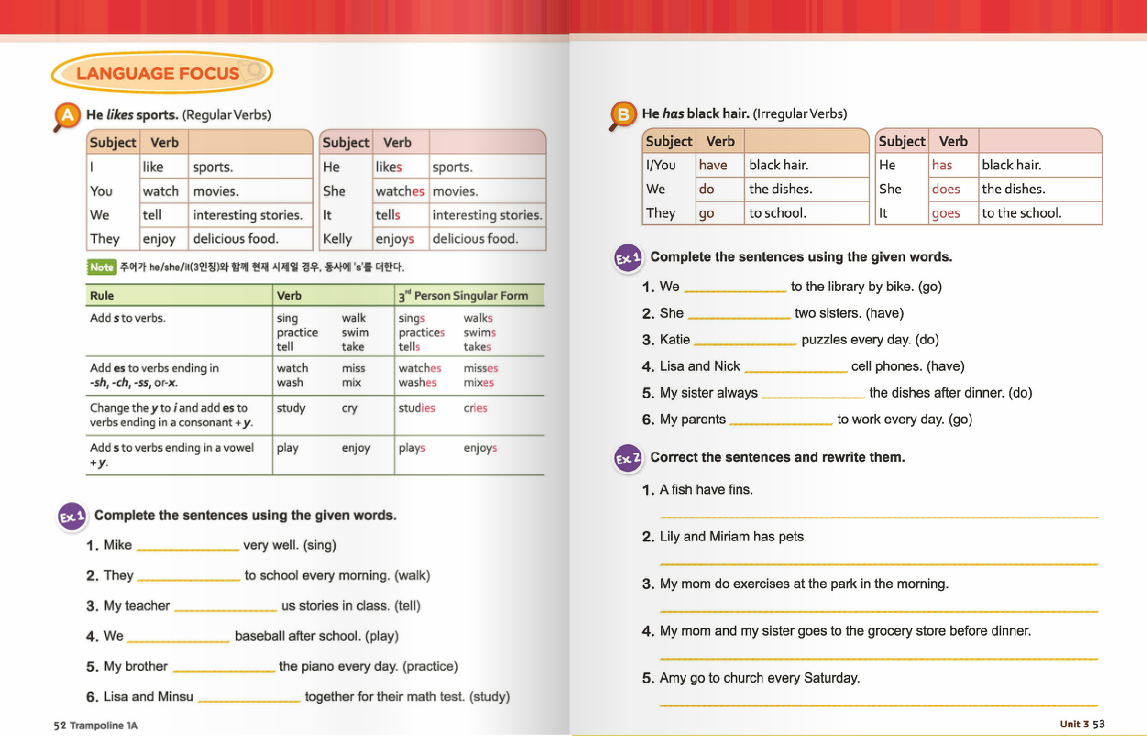 LANGUAGE FOCUS
A He likes sports. (Regular Verbs)
Subject Verb
I like sports.
You watch movies.
We tell interesting stories.
They enjoy delicious food.
Subject Verb
He likes sports.
She watches movies.
It tells interesting stories.
Kelly enjoys delicious food.
Note 주어가 he/she/it(3인칭)와 함께 현재 시제일 경우, 동사에 's'를 더한다.
Rule Verb 3rd Person Singular Form
Add s to verbs. sing walk sings walks
practice swim practices swims
tell take tells takes
Add es to verbs ending in watch miss watches misses
-sh, -ch, -ss, or-x. wash mix washes mixes
Change the y to i and add es to study cry studies cries
verbs ending in a consonant + y.
Add s to verbs ending in a vowel play enjoy plays enjoys
+ y.
Ex 1 Complete the sentences using the given words.
1. Mike ____ very well. (sing)
2. They ____ to school every morning. (walk)
3. My teacher ____ us stories in class. (tell)
4. We ____ baseball after school. (play)
5. My brother ____ the piano every day. (practice)
6. Lisa and Minsu ____ together for their math test. (study)
52 Trampoline 1A
B He has black hair. (Irregular Verbs)
Subject Verb
I/You have black hair.
We do the dishes.
They go to school.
Subject Verb
He has black hair.
She does the dishes.
It goes to the school.
Ex 1 Complete the sentences using the given words.
1. We ____ to the library by bike. (go)
2. She ____ two sisters. (have)
3. Katie ____ puzzles every day. (do)
4. Lisa and Nick ____ cell phones. (have)
5. My sister always ____ the dishes after dinner. (do)
6. My parents ____ to work every day. (go)
Ex 2 Correct the sentences and rewrite them.
1. A fish have fins.
2. Lily and Miriam has pets.
3. My mom do exercises at the park in the morning.
4. My mom and my sister goes to the grocery store before dinner.
5. Amy go to church every Saturday.
Unit 3 53